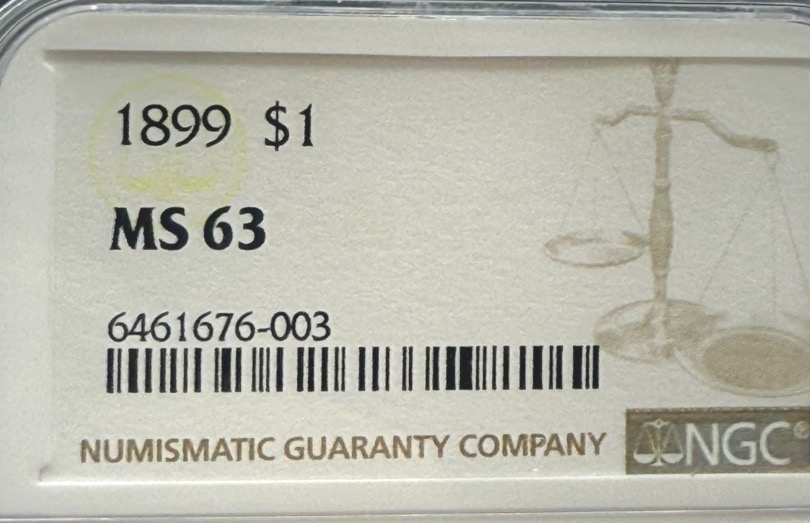 1899 $1
MS 63
6461676-003
NUMISMATIC GUARANTY COMPANY NGC®